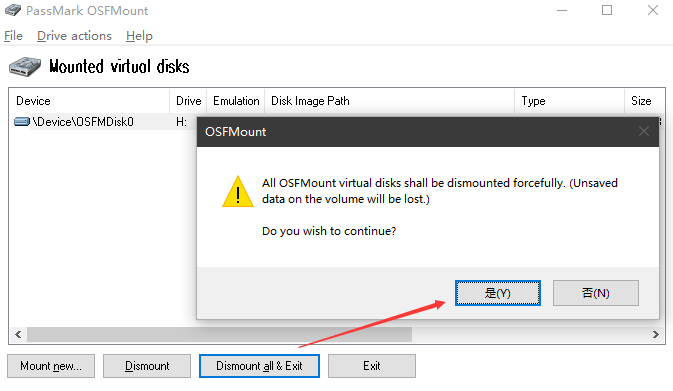 PassMark OSFMount
File Drive actions Help
Mounted virtual disks
Device Drive Emulation Disk Image Path Type Size
\Device\OSFMDisk0 H:
OSFMount
All OSFMount virtual disks shall be dismounted forcefully. (Unsaved
data on the volume will be lost.)
Do you wish to continue?
是(Y) 否(N)
Mount new... Dismount Dismount all & Exit Exit